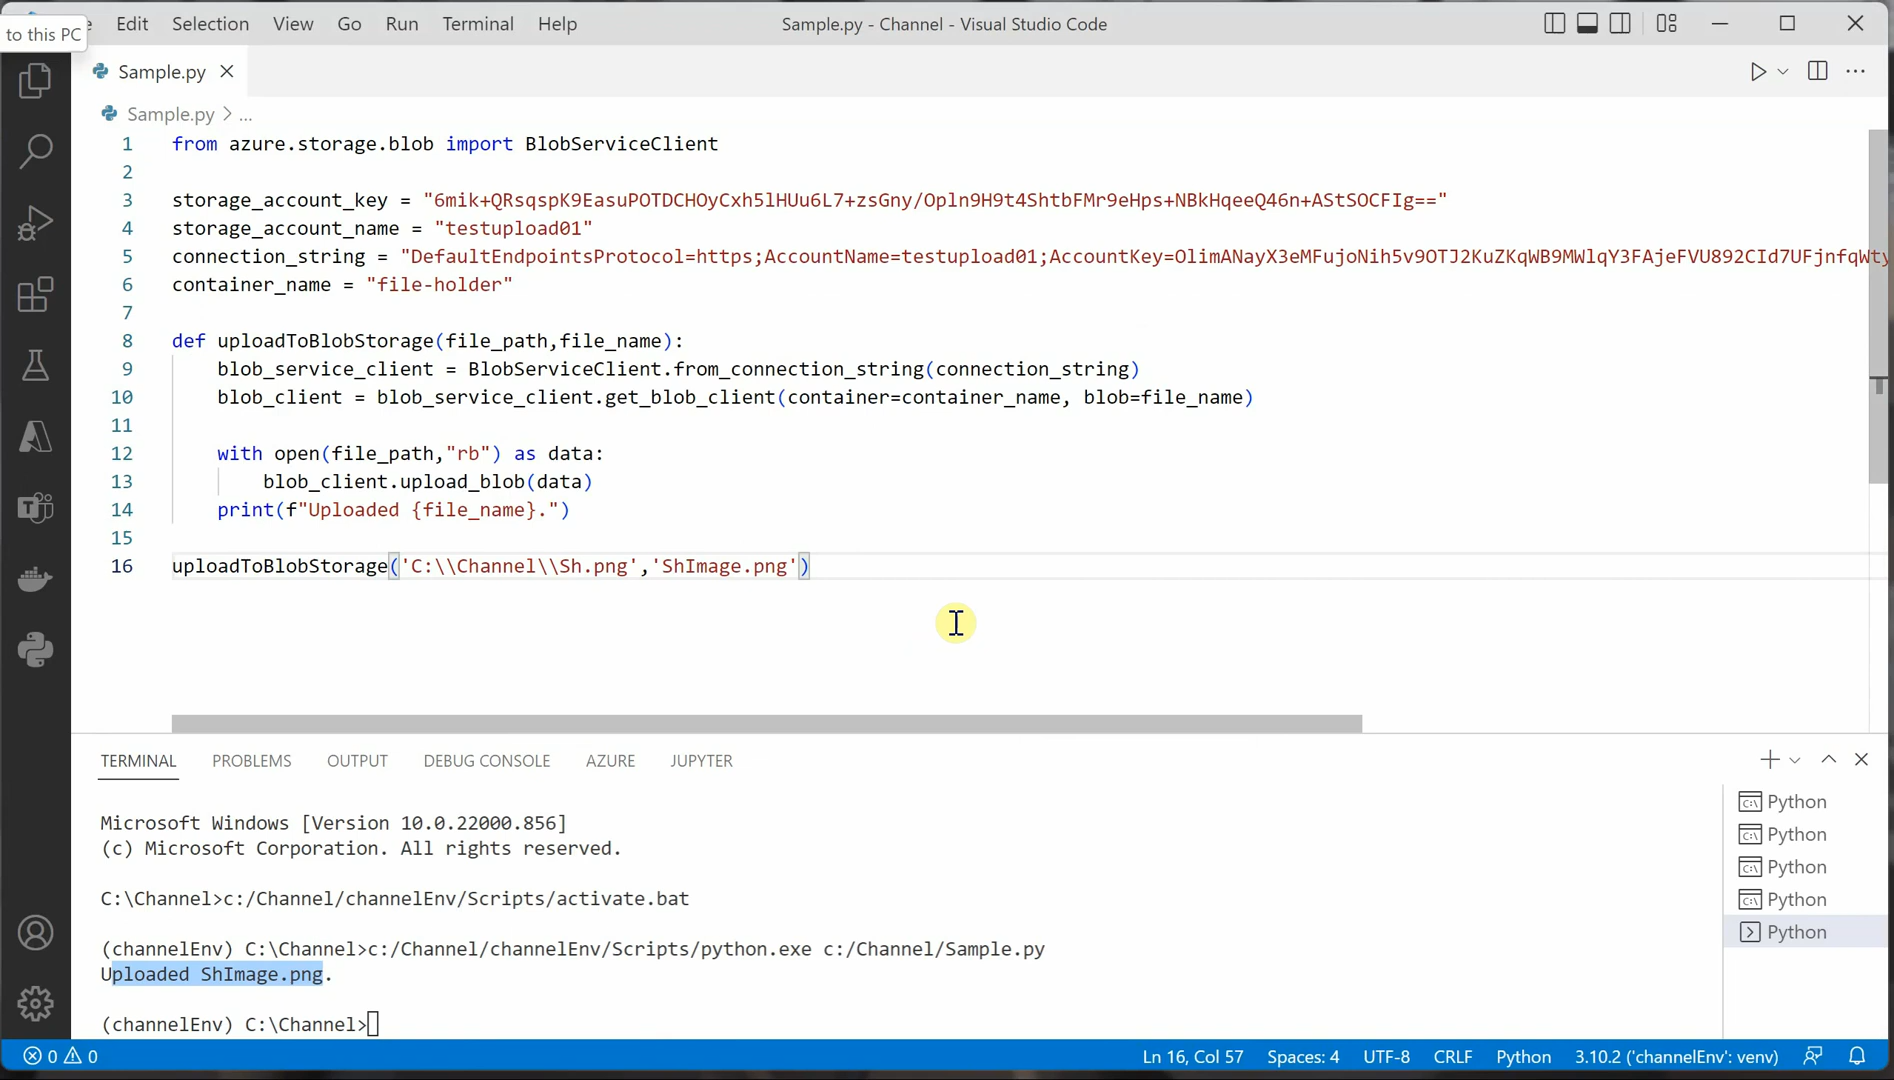 to this PC
Edit Selection View Go Run Terminal Help
Sample.py - Channel - Visual Studio Code
Sample.py
Sample.py > ...
1 from azure.storage.blob import BlobServiceClient
2
3 storage_account_key = "6mik+QRsqspK9EasuPOTDCHOyCxh5lHUu6L7+zsGny/Opln9H9t4ShtbFMr9eHps+NBkHqeeQ46n+AStSOCFIg=="
4 storage_account_name = "testupload01"
5 connection_string = "DefaultEndpointsProtocol=https;AccountName=testupload01;AccountKey=OlimANayX3eMFujoNih5v9OTJ2KuZKqWB9MWlqY3FAjeFVU892CId7UFjnfqWty
6 container_name = "file-holder"
7
8 def uploadToBlobStorage(file_path,file_name):
9 blob_service_client = BlobServiceClient.from_connection_string(connection_string)
10 blob_client = blob_service_client.get_blob_client(container=container_name, blob=file_name)
11
12 with open(file_path,"rb") as data:
13 blob_client.upload_blob(data)
14 print(f"Uploaded {file_name}.")
15
16 uploadToBlobStorage('C:\\Channel\\Sh.png','ShImage.png')
TERMINAL PROBLEMS OUTPUT DEBUG CONSOLE AZURE JUPYTER
Microsoft Windows [Version 10.0.22000.856]
(c) Microsoft Corporation. All rights reserved.
C:\Channel>c:/Channel/channelEnv/Scripts/activate.bat
(channelEnv) C:\Channel>c:/Channel/channelEnv/Scripts/python.exe c:/Channel/Sample.py
Uploaded ShImage.png.
(channelEnv) C:\Channel>
Python
Python
Python
Python
Python
0 0
Ln 16, Col 57 Spaces: 4 UTF-8 CRLF Python 3.10.2 ('channelEnv': venv)